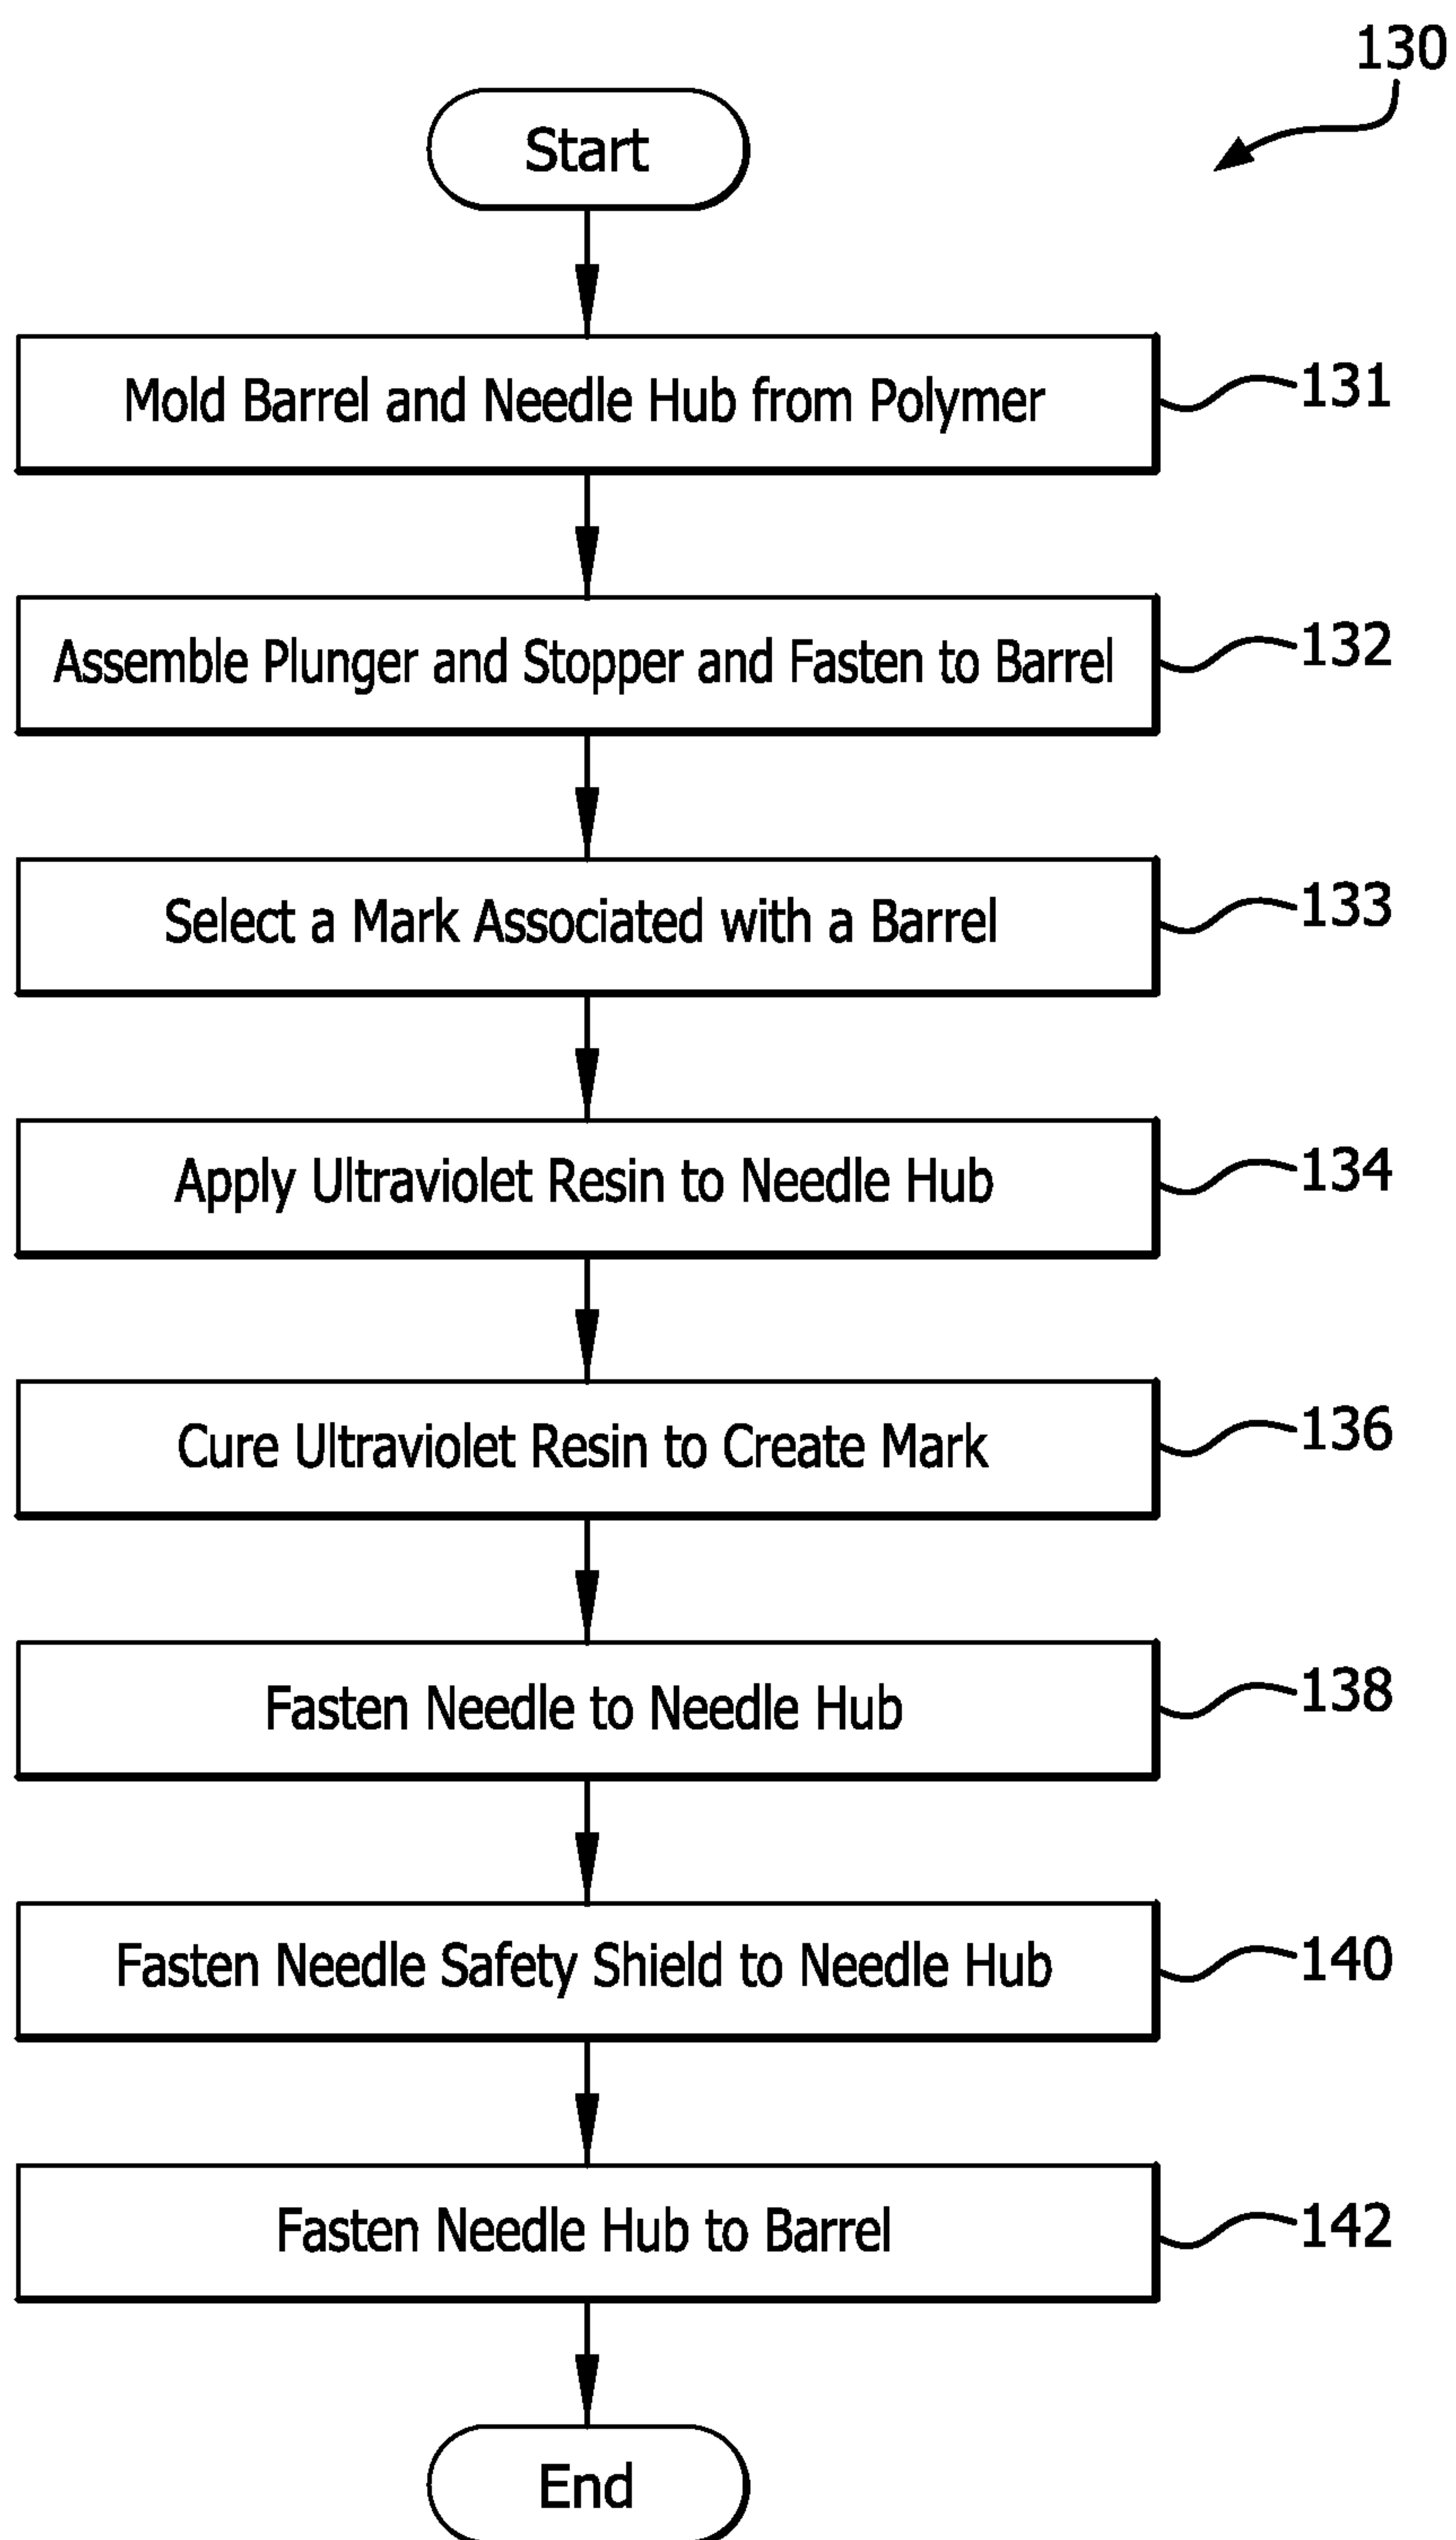 130
Start
Mold Barrel and Needle Hub from Polymer
131
Assemble Plunger and Stopper and Fasten to Barrel
132
Select a Mark Associated with a Barrel
133
Apply Ultraviolet Resin to Needle Hub
134
Cure Ultraviolet Resin to Create Mark
136
Fasten Needle to Needle Hub
138
Fasten Needle Safety Shield to Needle Hub
140
Fasten Needle Hub to Barrel
142
End